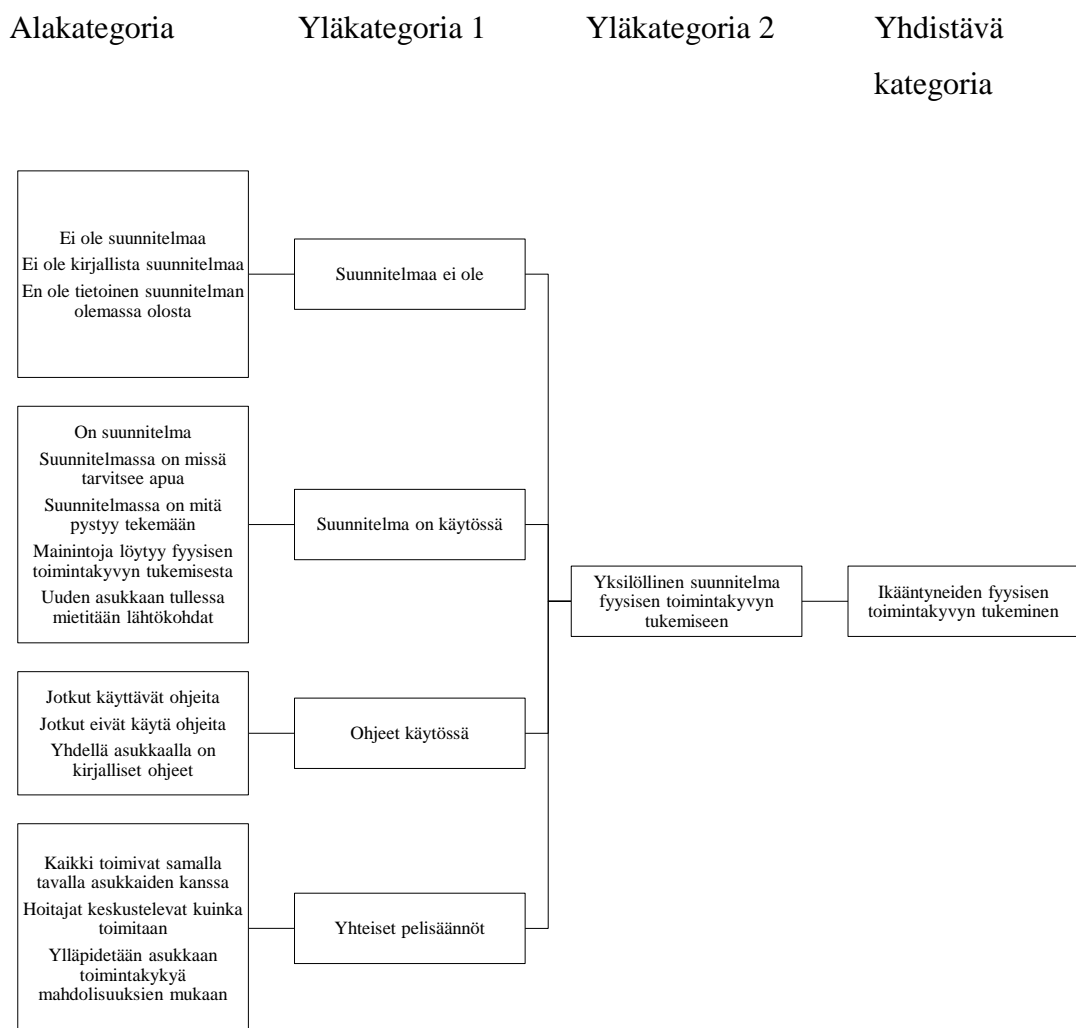 Alakategoria
Yläkategoria 1
Yläkategoria 2
Yhdistävä
kategoria
Ei ole suunnitelmaa
Ei ole kirjallista suunnitelmaa
En ole tietoinen suunnitelman
olemassa olosta
Suunnitelmaa ei ole
On suunnitelma
Suunnitelmassa on missä
tarvitsee apua
Suunnitelmassa on mitä
pystyy tekemään
Mainintoja löytyy fyysisen
toimintakyvyn tukemisesta
Uuden asukkaan tullessa
mietitään lähtökohdat
Suunnitelma on käytössä
Yksilöllinen suunnitelma
fyysisen toimintakyvyn
tukemiseen
Ikääntyneiden fyysisen
toimintakyvyn tukeminen
Jotkut käyttävät ohjeita
Jotkut eivät käytä ohjeita
Yhdellä asukkaalla on
kirjalliset ohjeet
Ohjeet käytössä
Kaikki toimivat samalla
tavalla asukkaiden kanssa
Hoitajat keskustelevat kuinka
toimitaan
Ylläpidetään asukkaan
toimintakykyä
mahdolisuuksien mukaan
Yhteiset pelisäännöt